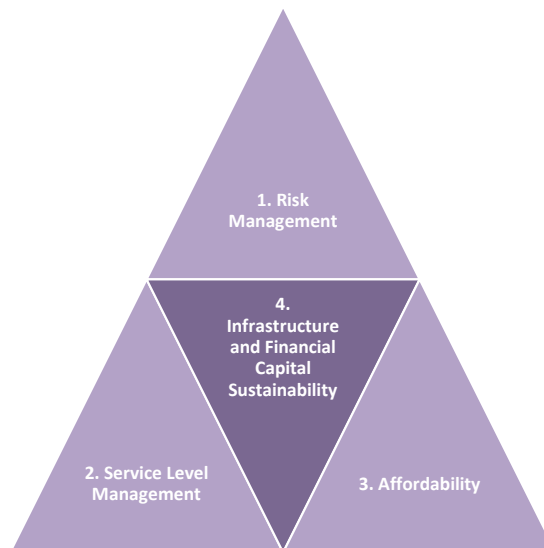 1. Risk
Management
4.
Infrastructure
and Financial
Capital
Sustainability
2. Service Level
Management
3. Affordability